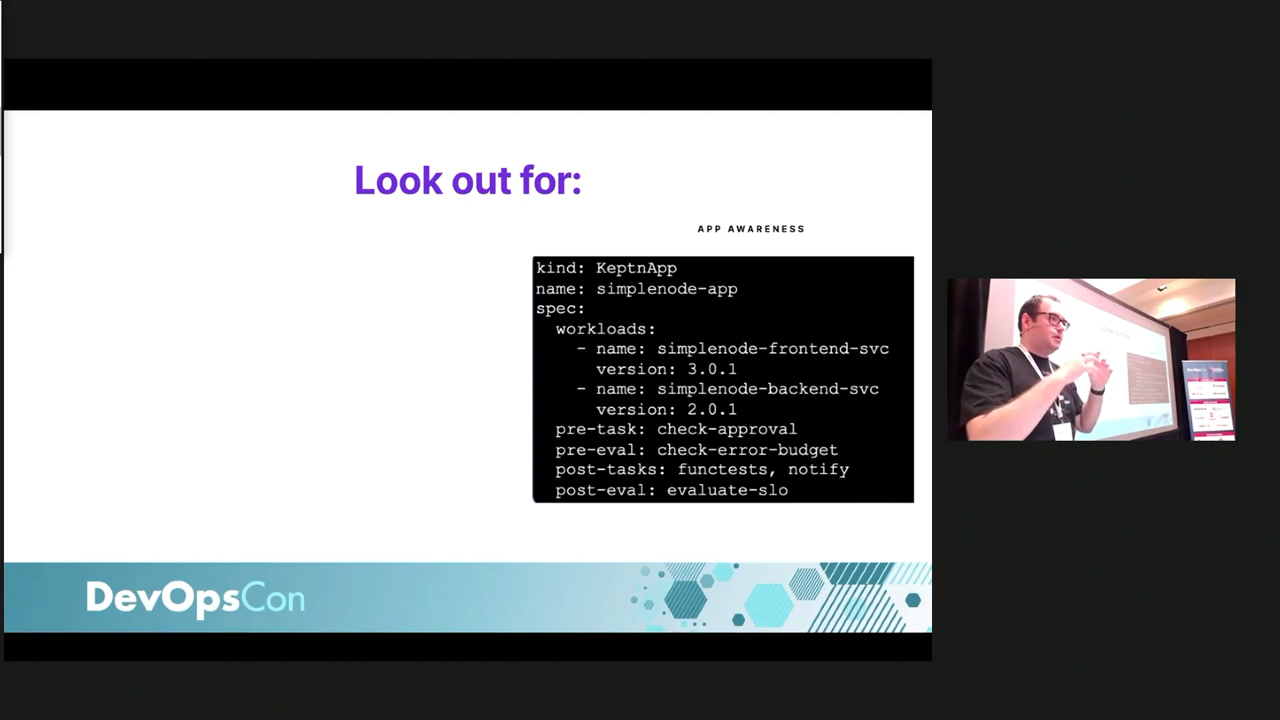 Look out for:
APP AWARENESS
kind: KeptnApp
name: simplenode-app
spec:
  workloads:
    - name: simplenode-frontend-svc
      version: 3.0.1
    - name: simplenode-backend-svc
      version: 2.0.1
  pre-task: check-approval
  pre-eval: check-error-budget
  post-tasks: functests, notify
  post-eval: evaluate-slo
DevOpsCon